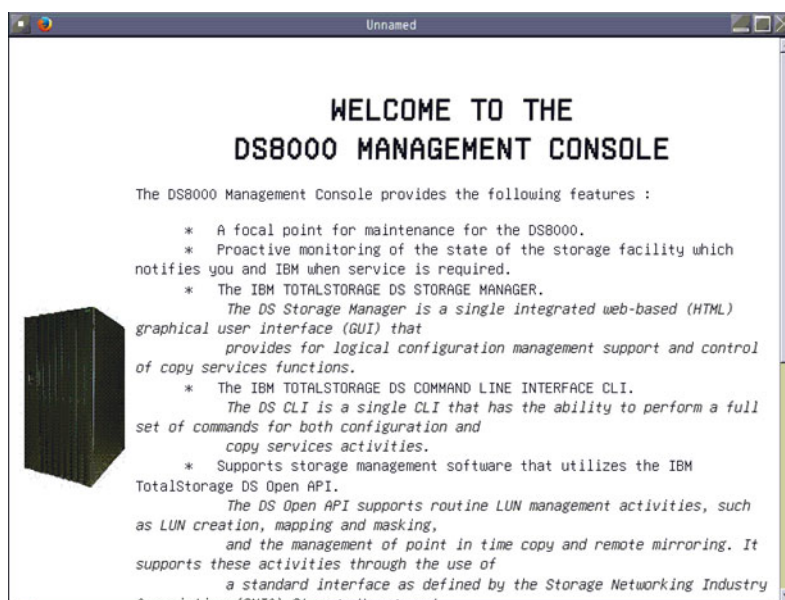 Unnamed
WELCOME TO THE
DS8000 MANAGEMENT CONSOLE
The DS8000 Management Console provides the following features :
* A focal point for maintenance for the DS8000.
* Proactive monitoring of the state of the storage facility which
notifies you and IBM when service is required.
* The IBM TOTALSTORAGE DS STORAGE MANAGER.
The DS Storage Manager is a single integrated web-based (HTML)
graphical user interface (GUI) that
provides for logical configuration management support and control
of copy services functions.
* The IBM TOTALSTORAGE DS COMMAND LINE INTERFACE CLI.
The DS CLI is a single CLI that has the ability to perform a full
set of commands for both configuration and
copy services activities.
* Supports storage management software that utilizes the IBM
TotalStorage DS Open API.
The DS Open API supports routine LUN management activities, such
as LUN creation, mapping and masking,
and the management of point in time copy and remote mirroring. It
supports these activities through the use of
a standard interface as defined by the Storage Networking Industry